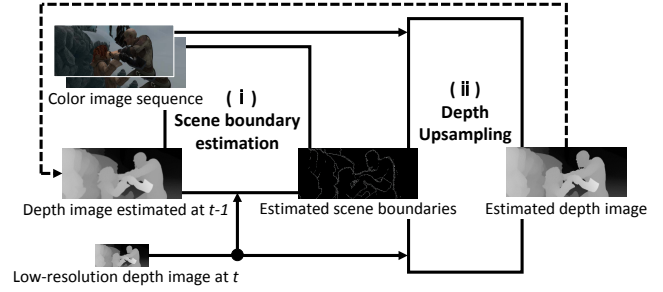 Color image sequence
( i )
Scene boundary
estimation
( ii )
Depth
Upsampling
Depth image estimated at t-1
Estimated scene boundaries
Estimated depth image
Low-resolution depth image at t